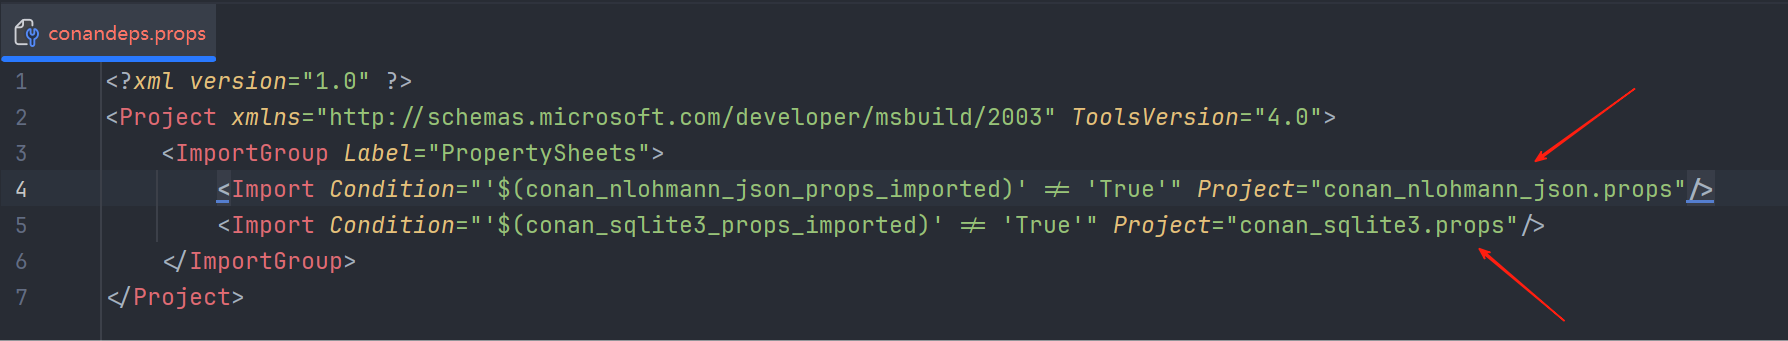 conandeps.props
1 <?xml version="1.0" ?>
2 <Project xmlns="http://schemas.microsoft.com/developer/msbuild/2003" ToolsVersion="4.0">
3 <ImportGroup Label="PropertySheets">
4 <Import Condition="'$(conan_nlohmann_json_props_imported)' != 'True'" Project="conan_nlohmann_json.props"/>
5 <Import Condition="'$(conan_sqlite3_props_imported)' != 'True'" Project="conan_sqlite3.props"/>
6 </ImportGroup>
7 </Project>